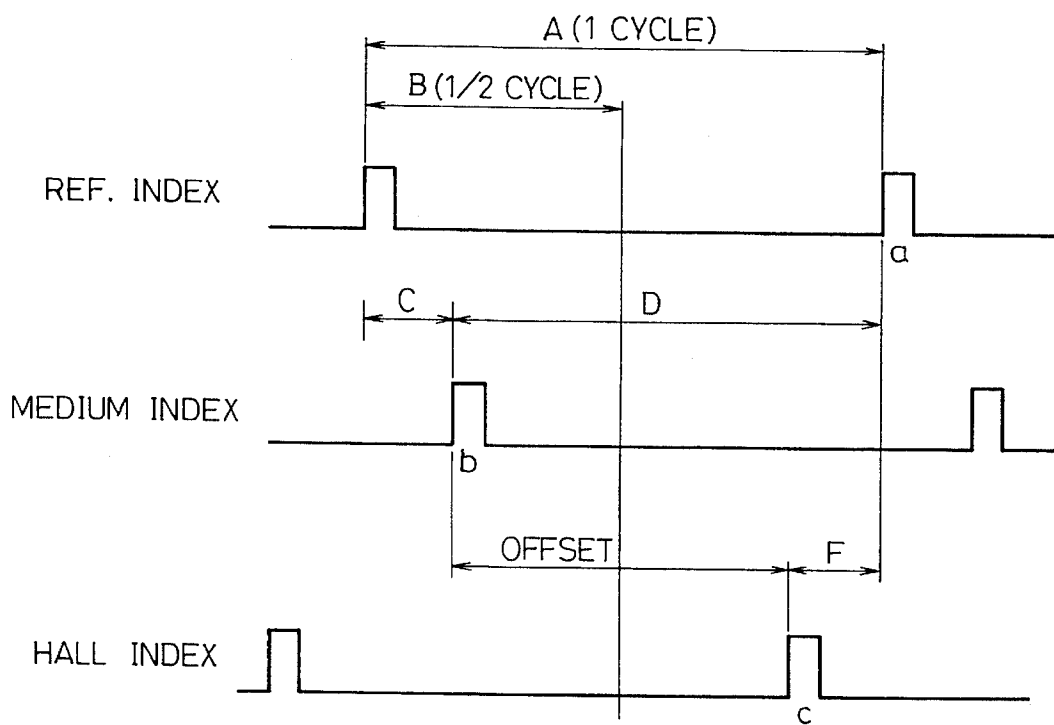 A (1 CYCLE)
B (1/2 CYCLE)
REF. INDEX
a
C
D
MEDIUM INDEX
b
OFFSET
F
HALL INDEX
c